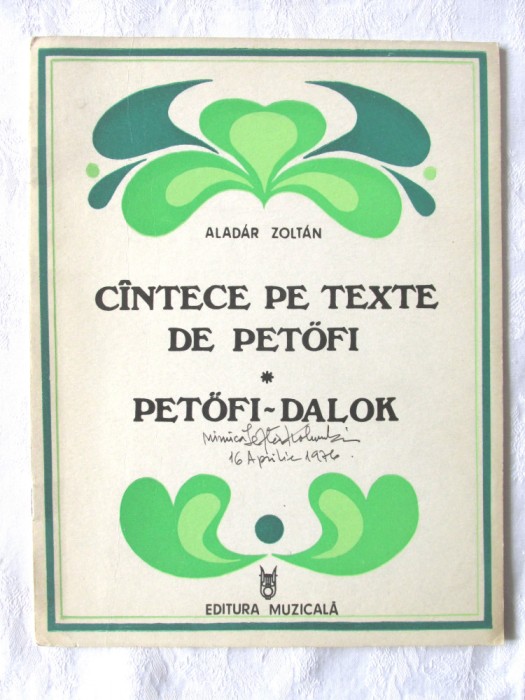 ALADÁR ZOLTÁN
CÎNTECE PE TEXTE
DE PETŐFI
*
PETŐFI-DALOK
16 Aprilie 1976.
EDITURA MUZICALĂ